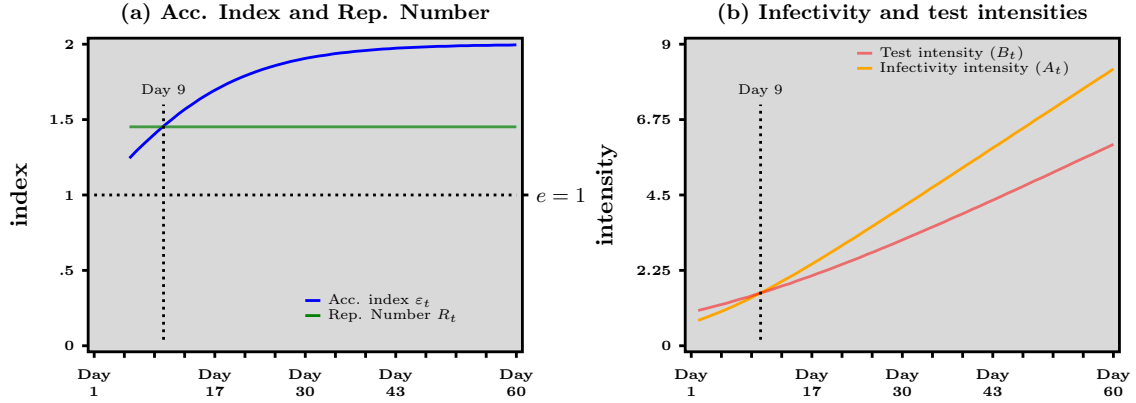 (a) Acc. Index and Rep. Number
2
1.5
1
.5
0
index
Day 9
e = 1
Acc. index εt
Rep. Number Rt
Day 1
Day 17
Day 30
Day 43
Day 60
(b) Infectivity and test intensities
9
6.75
4.5
2.25
0
intensity
Test intensity (Bt)
Infectivity intensity (At)
Day 9
Day 1
Day 17
Day 30
Day 43
Day 60